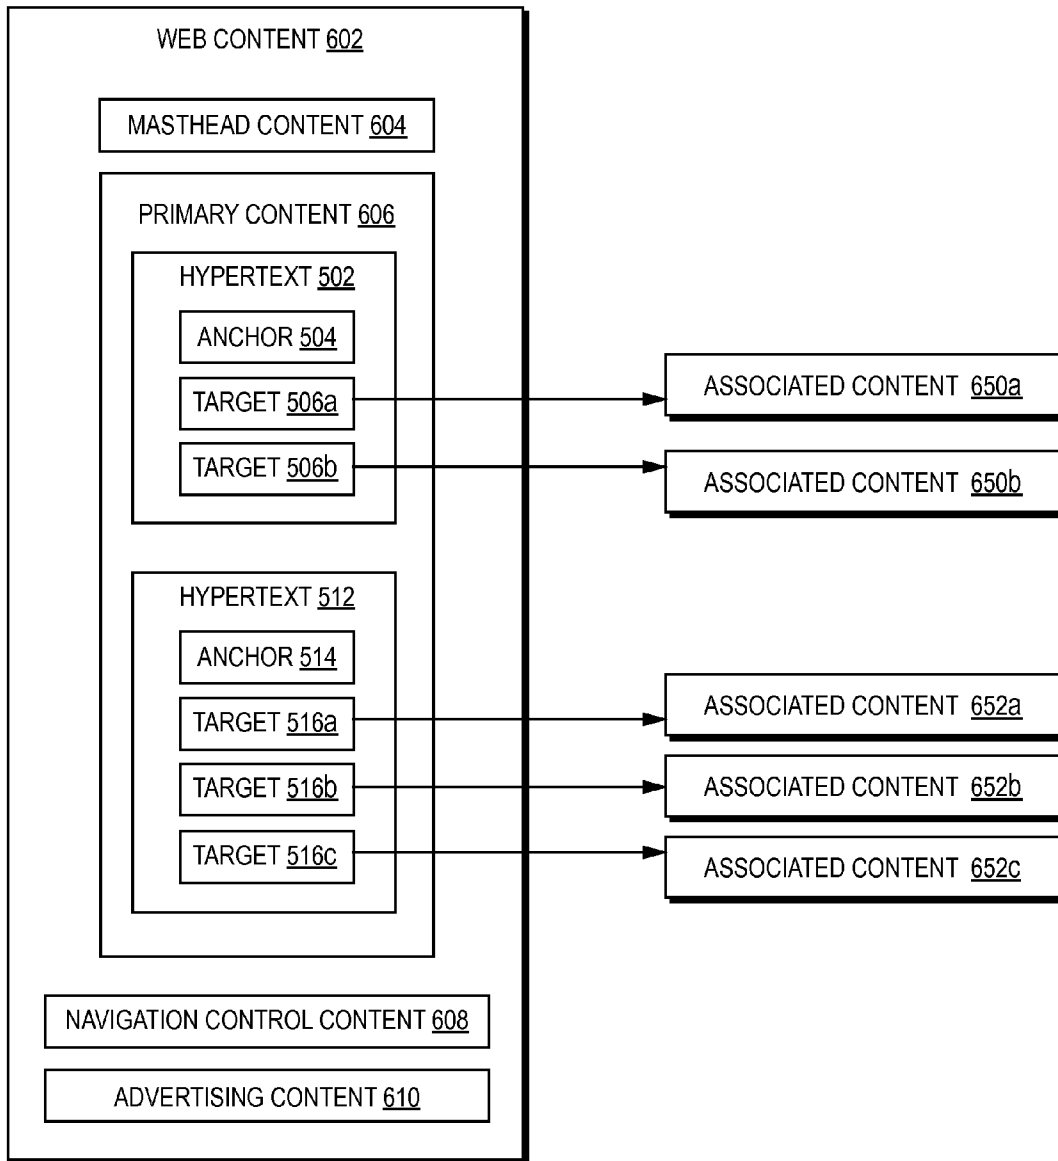 WEB CONTENT 602
MASTHEAD CONTENT 604
PRIMARY CONTENT 606
HYPERTEXT 502
ANCHOR 504
TARGET 506a
TARGET 506b
ASSOCIATED CONTENT 650a
ASSOCIATED CONTENT 650b
HYPERTEXT 512
ANCHOR 514
TARGET 516a
TARGET 516b
TARGET 516c
ASSOCIATED CONTENT 652a
ASSOCIATED CONTENT 652b
ASSOCIATED CONTENT 652c
NAVIGATION CONTROL CONTENT 608
ADVERTISING CONTENT 610